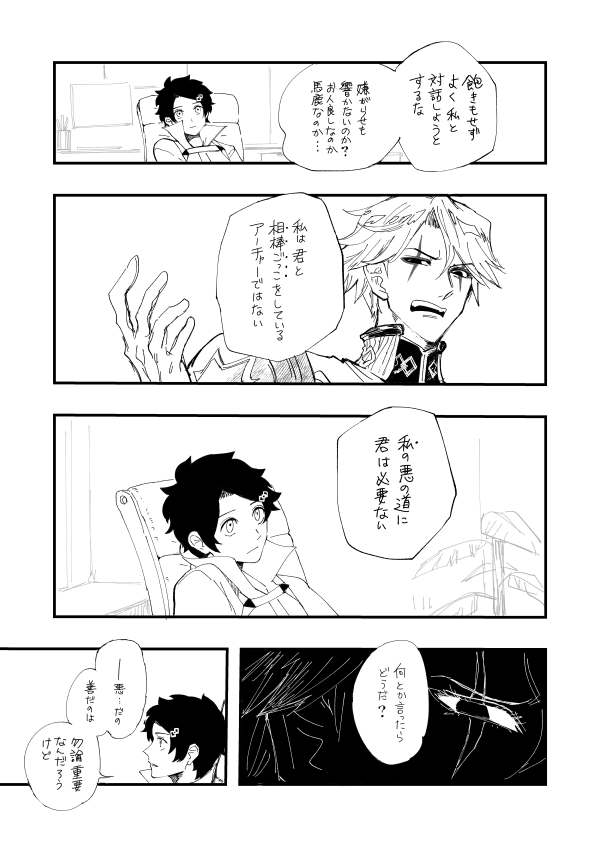 飽きもせず
よく私と
対話しようと
するな
嫌がらせも
響かないのか?
お人良しなのか
馬鹿なのか…
私は君と
相棒ごっこをしている
アーチャーではない
私の悪の道に
君は必要ない
何とか言ったら
どうだ?
―悪…だの
善だのは
勿論重要
なんだろう
けど